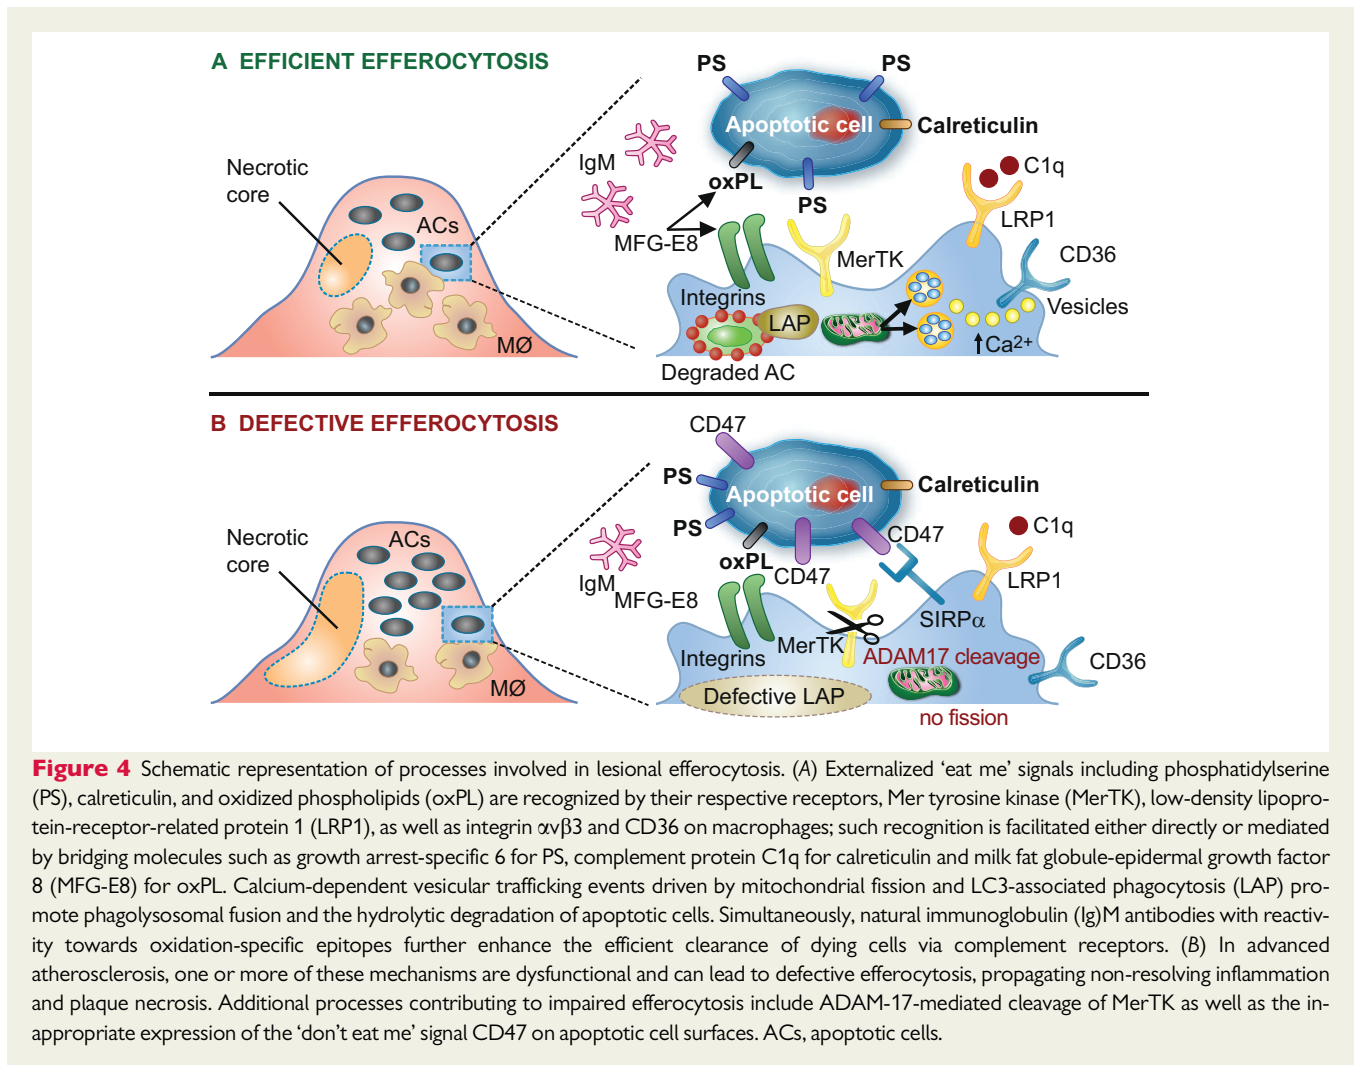 A EFFICIENT EFFEROCYTOSIS
PS
PS
Apoptotic cell
Calreticulin
IgM
oxPL
PS
C1q
LRP1
Necrotic
core
ACs
MFG-E8
MerTK
CD36
Integrins
Vesicles
LAP
MØ
Ca2+
Degraded AC
B DEFECTIVE EFFEROCYTOSIS
CD47
PS
Apoptotic cell
Calreticulin
PS
C1q
CD47
Necrotic
core
ACs
oxPL
CD47
IgM
LRP1
MFG-E8
SIRPα
MerTK
Integrins
ADAM17 cleavage
CD36
MØ
Defective LAP
no fission
Figure 4 Schematic representation of processes involved in lesional efferocytosis. (A) Externalized ‘eat me’ signals including phosphatidylserine
(PS), calreticulin, and oxidized phospholipids (oxPL) are recognized by their respective receptors, Mer tyrosine kinase (MerTK), low-density lipopro-
tein-receptor-related protein 1 (LRP1), as well as integrin αvβ3 and CD36 on macrophages; such recognition is facilitated either directly or mediated
by bridging molecules such as growth arrest-specific 6 for PS, complement protein C1q for calreticulin and milk fat globule-epidermal growth factor
8 (MFG-E8) for oxPL. Calcium-dependent vesicular trafficking events driven by mitochondrial fission and LC3-associated phagocytosis (LAP) pro-
mote phagolysosomal fusion and the hydrolytic degradation of apoptotic cells. Simultaneously, natural immunoglobulin (Ig)M antibodies with reactiv-
ity towards oxidation-specific epitopes further enhance the efficient clearance of dying cells via complement receptors. (B) In advanced
atherosclerosis, one or more of these mechanisms are dysfunctional and can lead to defective efferocytosis, propagating non-resolving inflammation
and plaque necrosis. Additional processes contributing to impaired efferocytosis include ADAM-17-mediated cleavage of MerTK as well as the in-
appropriate expression of the ‘don’t eat me’ signal CD47 on apoptotic cell surfaces. ACs, apoptotic cells.